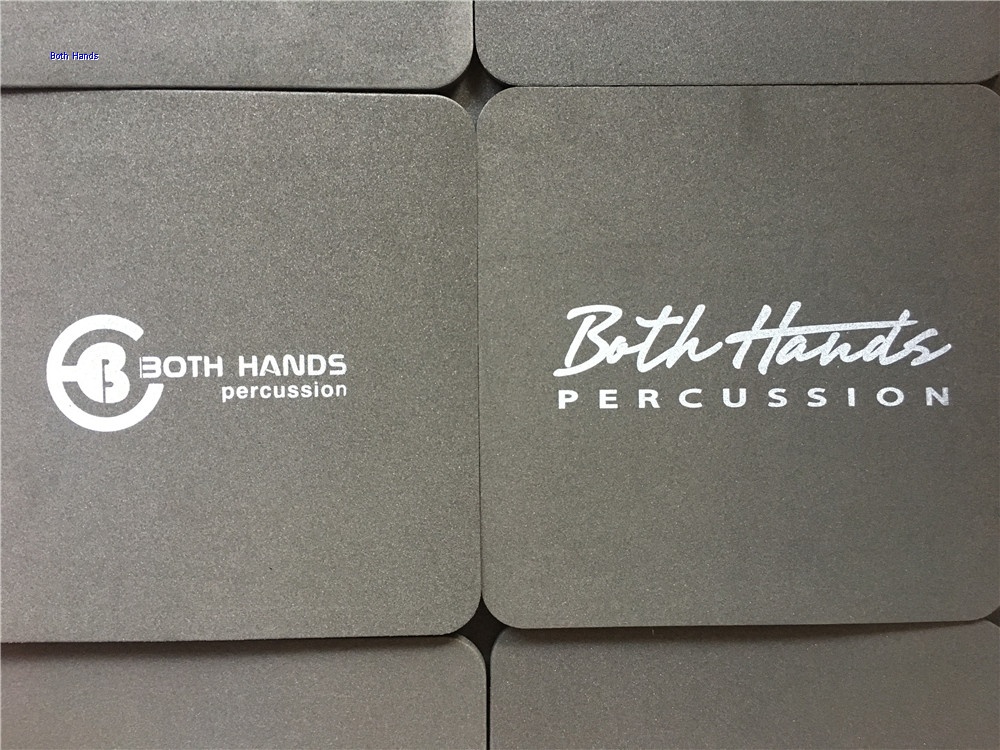 Both Hands
BOTH HANDS
percussion
Both Hands
PERCUSSION